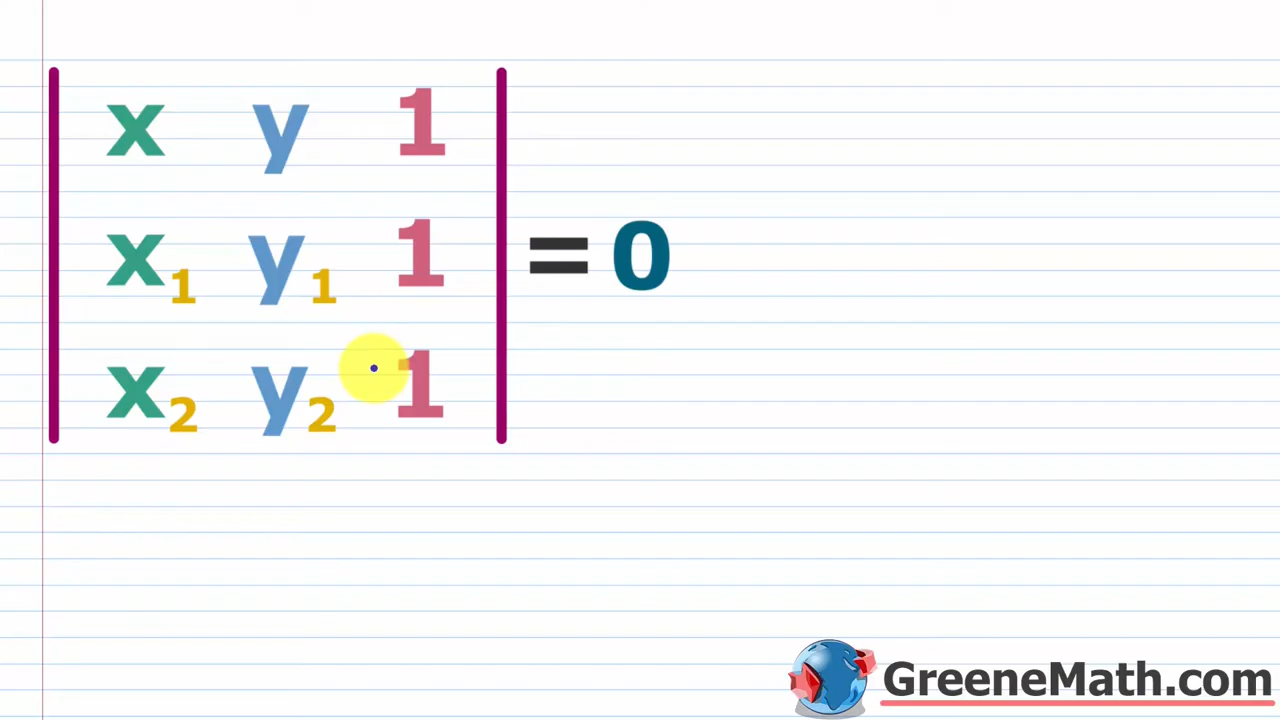 x y 1
x₁ y₁ 1 = 0
x₂ y₂ 1
GreeneMath.com